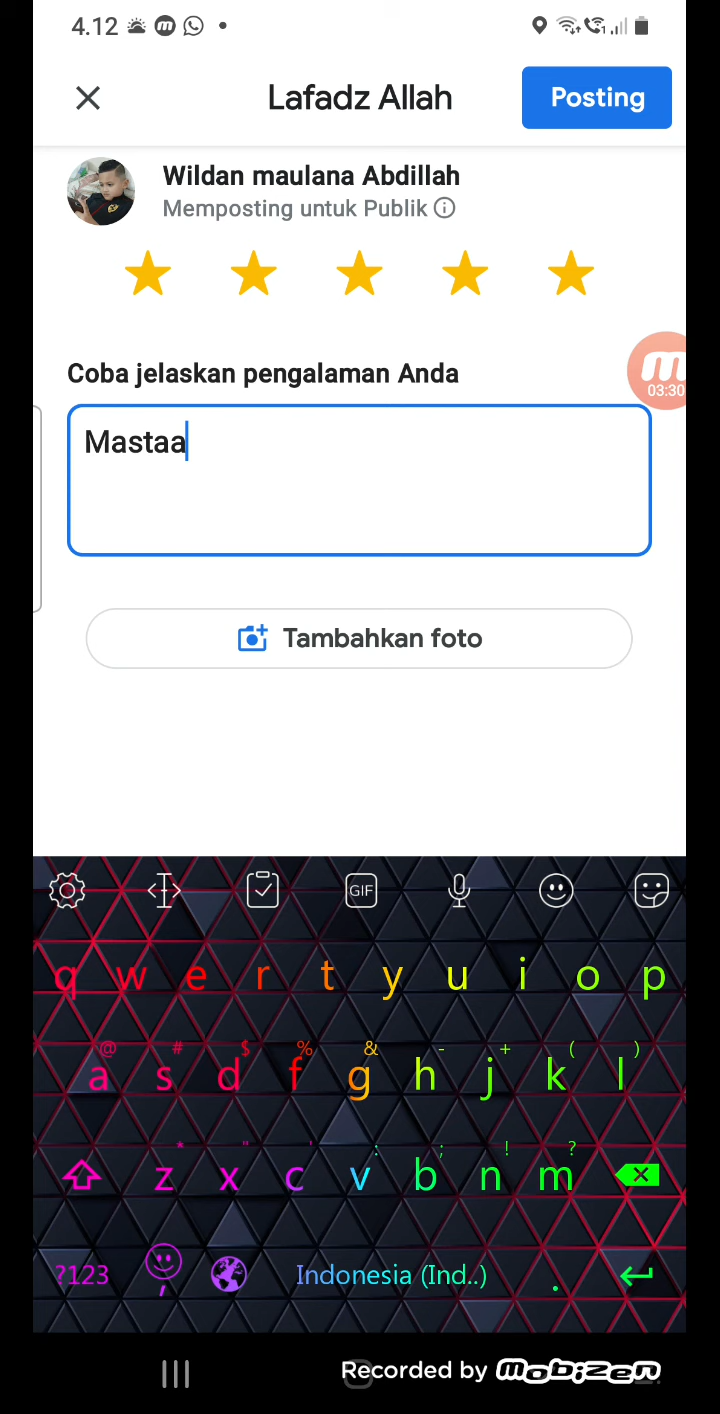 4.12
Lafadz Allah
Posting
Wildan maulana Abdillah
Memposting untuk Publik
Coba jelaskan pengalaman Anda
03:30
Mastaa
Tambahkan foto
GIF
q w e r t y u i o p
@ # $ % & - + ( )
a s d f g h j k l
* " ' : ; ! ?
z x c v b n m
?123 , Indonesia (Ind..) .
Recorded by Mobizen